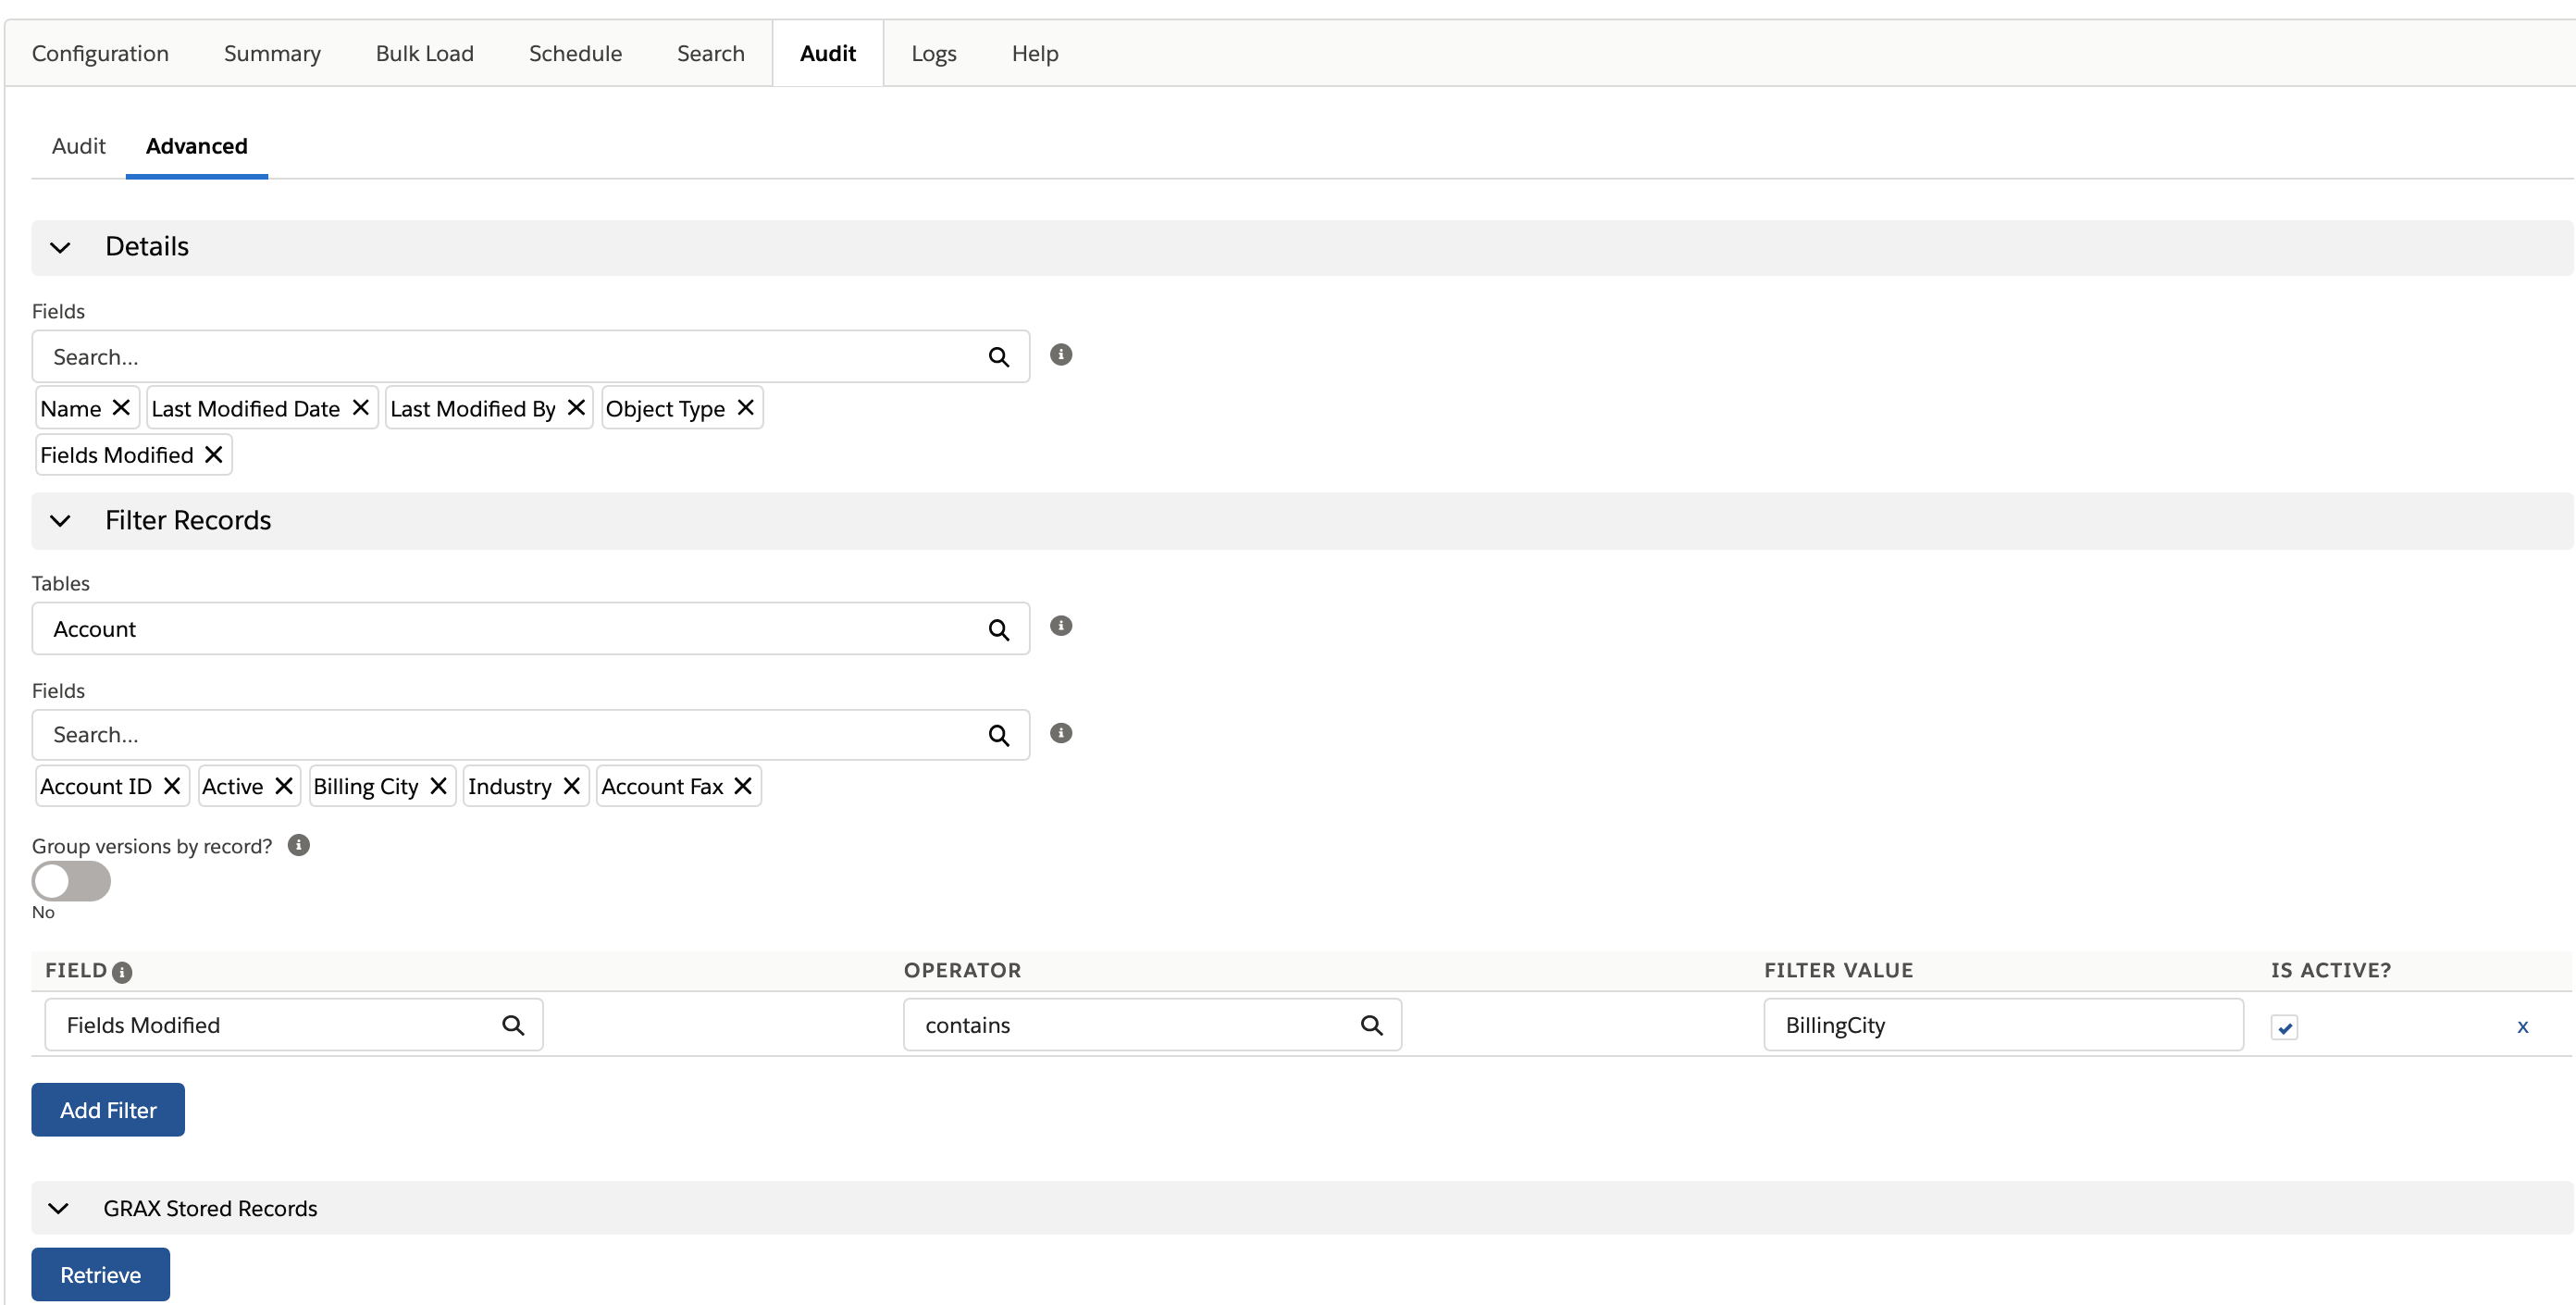 Configuration Summary Bulk Load Schedule Search Audit Logs Help
Audit Advanced
Details
Fields
Search...
Name Last Modified Date Last Modified By Object Type
Fields Modified
Filter Records
Tables
Account
Fields
Search...
Account ID Active Billing City Industry Account Fax
Group versions by record?
No
FIELD OPERATOR FILTER VALUE IS ACTIVE?
Fields Modified contains BillingCity x
Add Filter
GRAX Stored Records
Retrieve